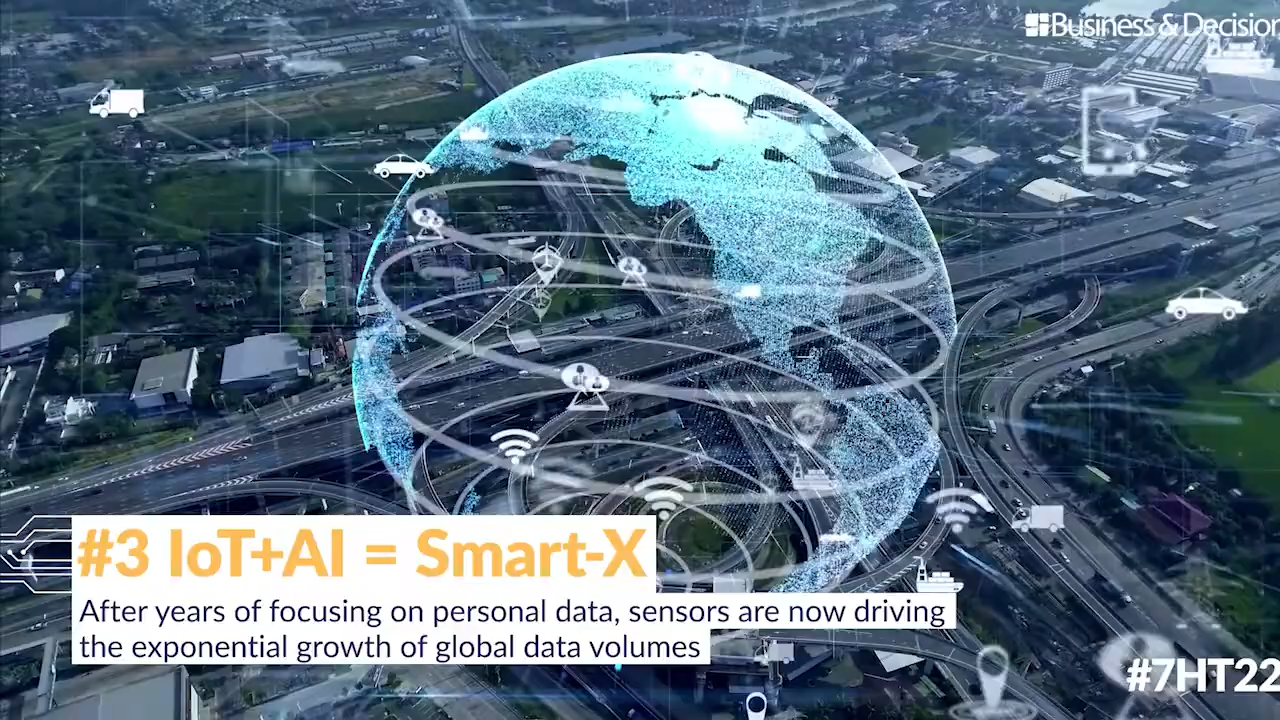 Business & Decision
#3 IoT+AI = Smart-X
After years of focusing on personal data, sensors are now driving
the exponential growth of global data volumes
#7HT22